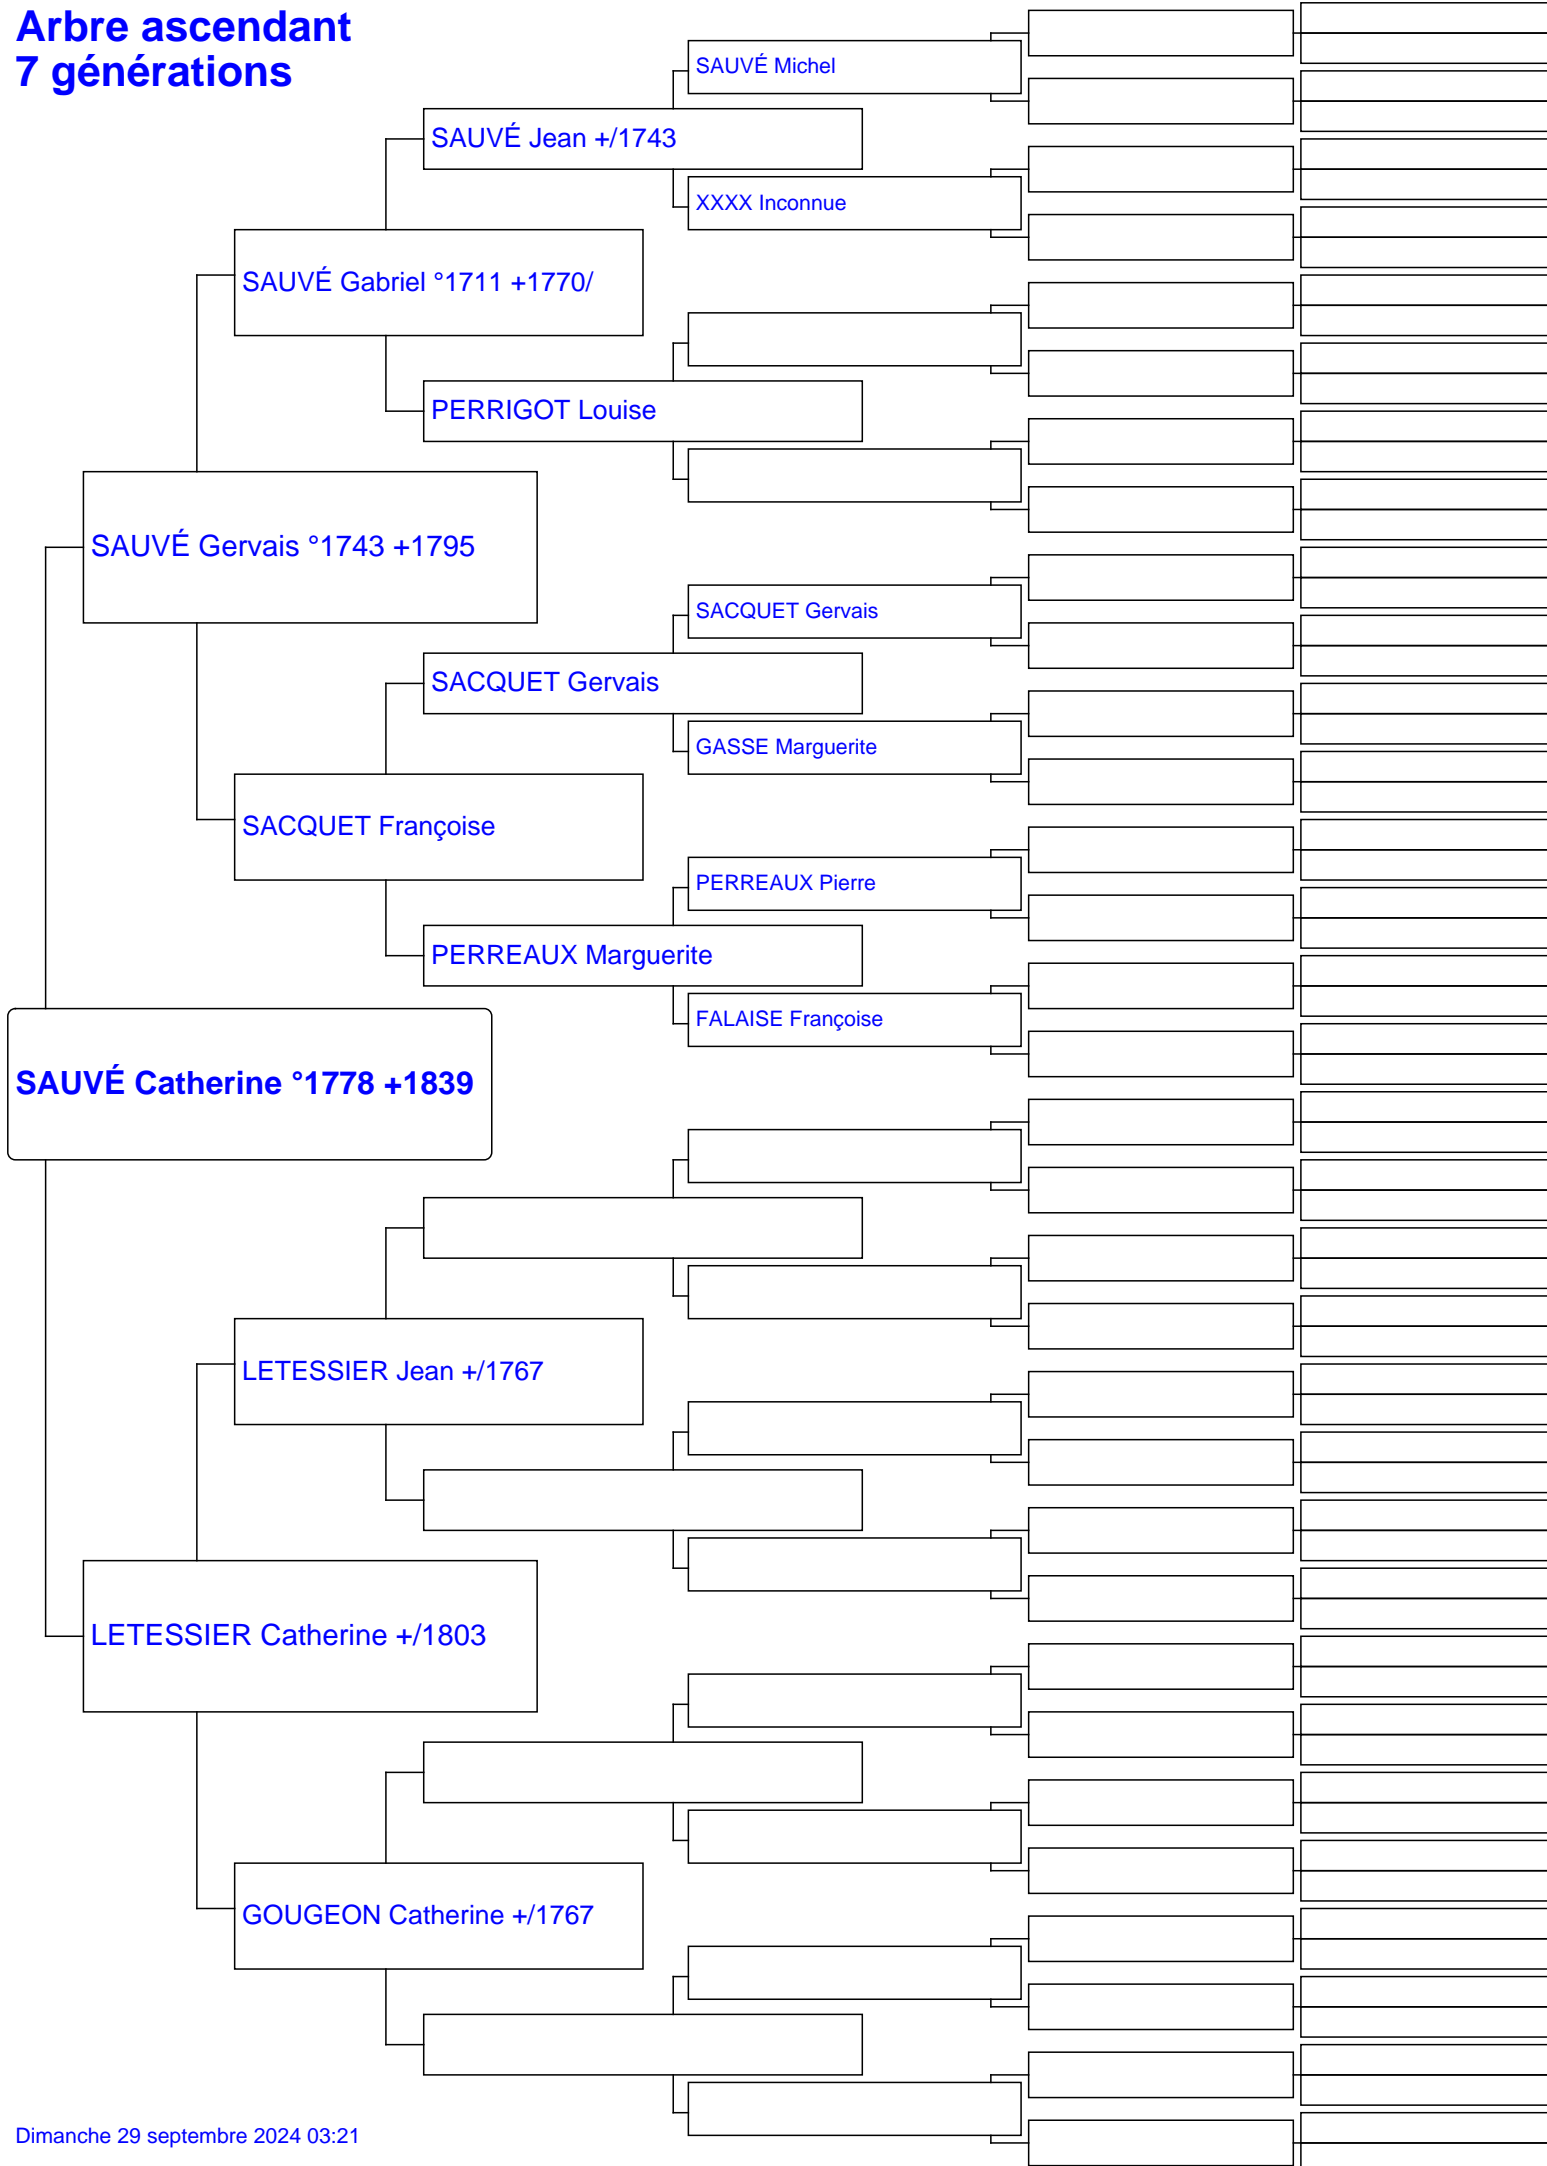 Arbre ascendant
7 générations
SAUVÉ Michel
SAUVÉ Jean +/1743
XXXX Inconnue
SAUVÉ Gabriel °1711 +1770/
PERRIGOT Louise
SAUVÉ Gervais °1743 +1795
SACQUET Gervais
SACQUET Gervais
GASSE Marguerite
SACQUET Françoise
PERREAUX Pierre
PERREAUX Marguerite
FALAISE Françoise
SAUVÉ Catherine °1778 +1839
LETESSIER Jean +/1767
LETESSIER Catherine +/1803
GOUGEON Catherine +/1767
Dimanche 29 septembre 2024 03:21